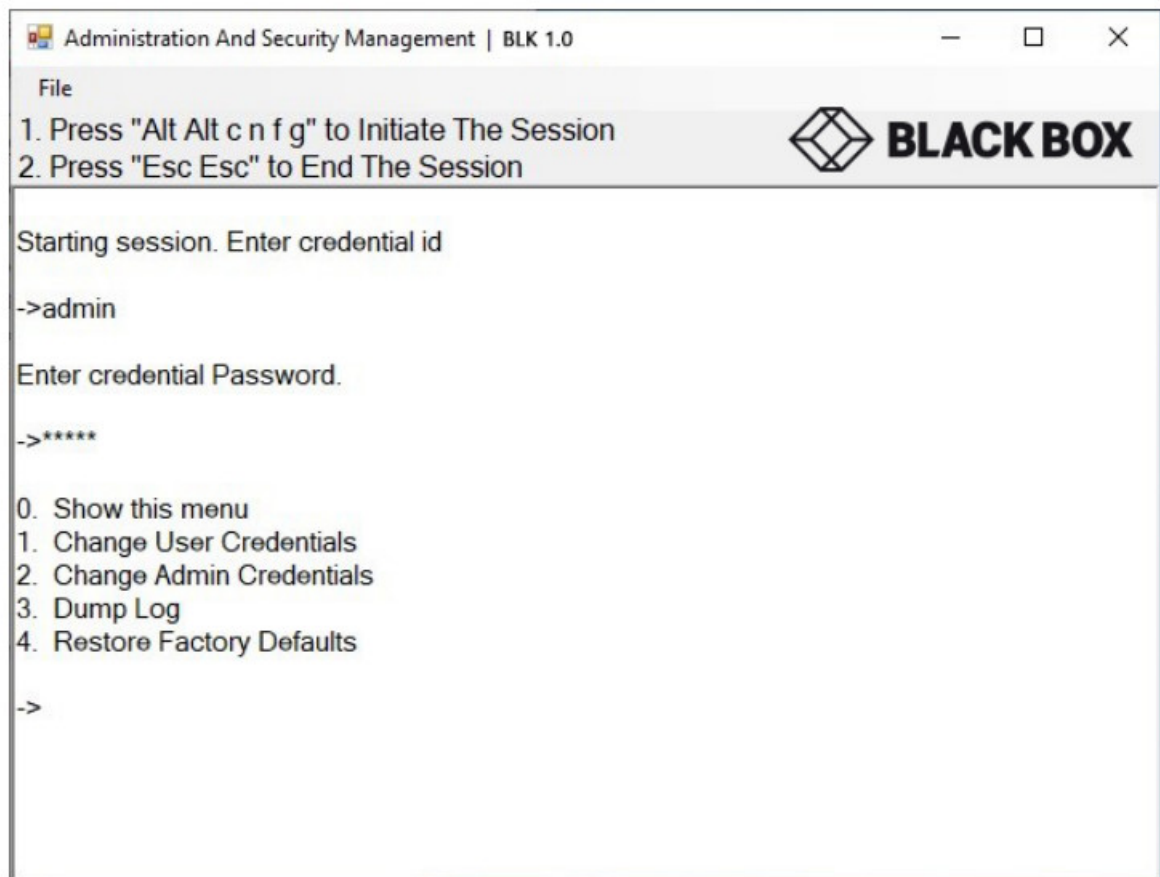 Administration And Security Management | BLK 1.0
File
1. Press "Alt Alt c n f g" to Initiate The Session
2. Press "Esc Esc" to End The Session
BLACK BOX
Starting session. Enter credential id
->admin
Enter credential Password.
->*****
0. Show this menu
1. Change User Credentials
2. Change Admin Credentials
3. Dump Log
4. Restore Factory Defaults
->